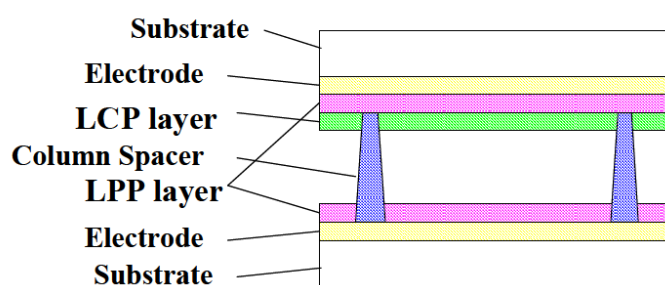 Substrate
Electrode
LCP layer
Column Spacer
LPP layer
Electrode
Substrate